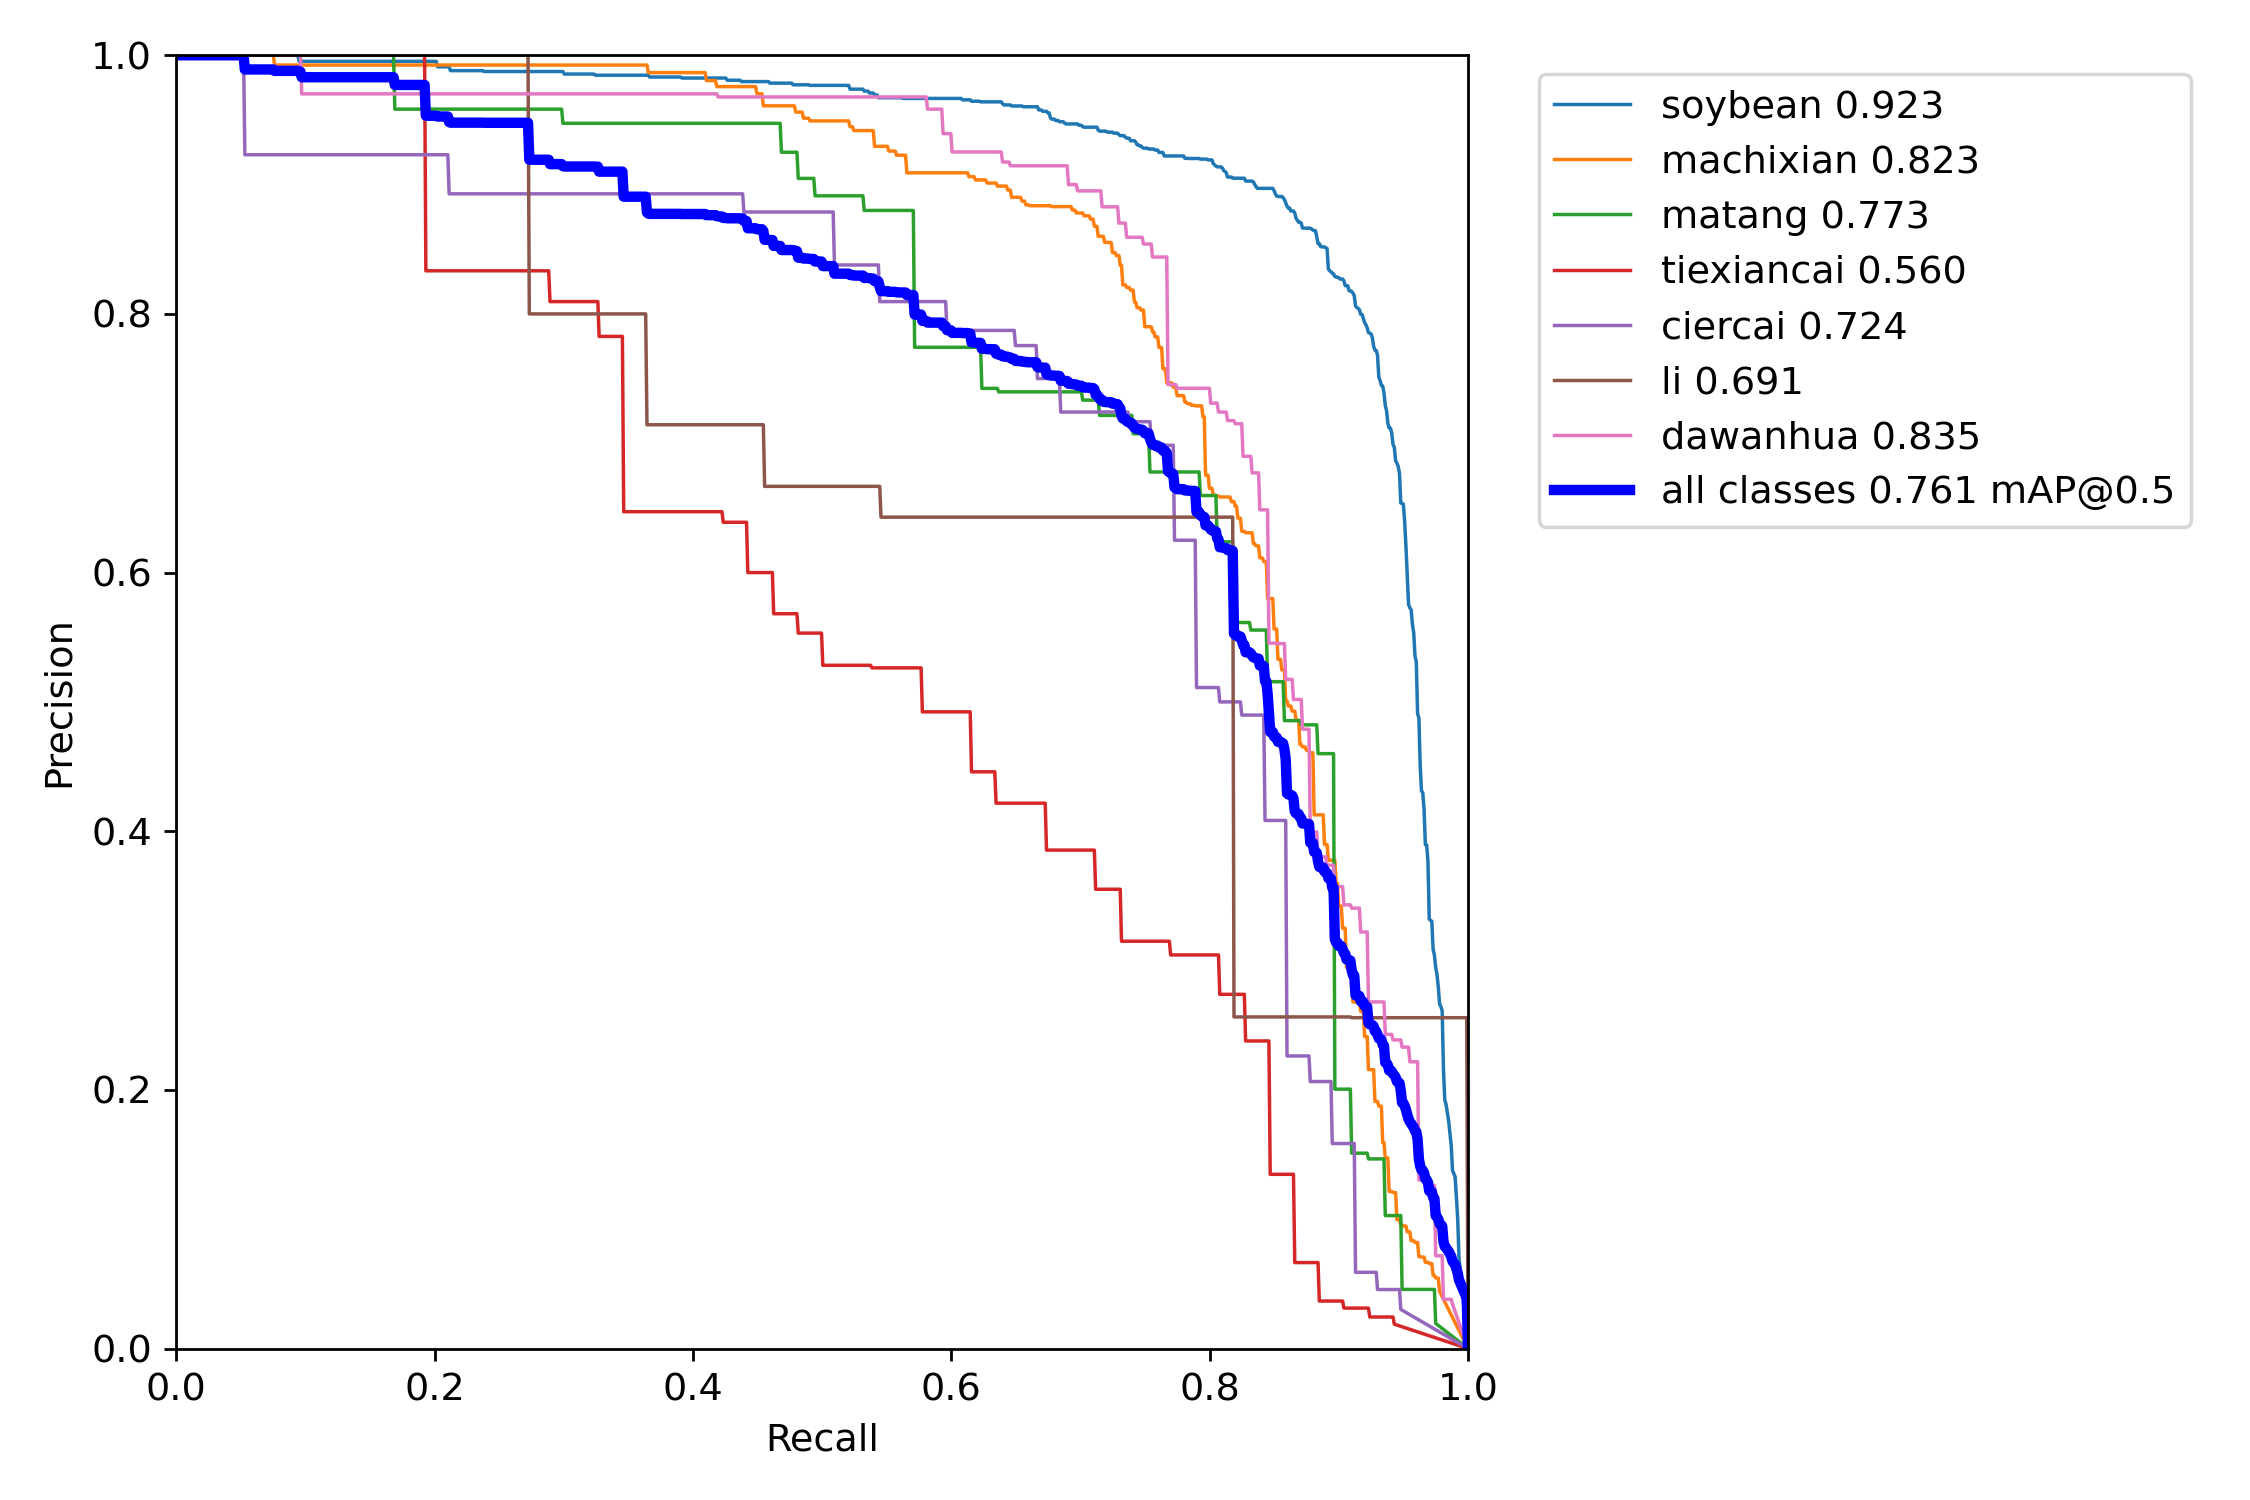 1.0
0.8
0.6
0.4
0.2
0.0
Precision
0.0 0.2 0.4 0.6 0.8 1.0
Recall
soybean 0.923
machixian 0.823
matang 0.773
tiexiancai 0.560
ciercai 0.724
li 0.691
dawanhua 0.835
all classes 0.761 mAP@0.5